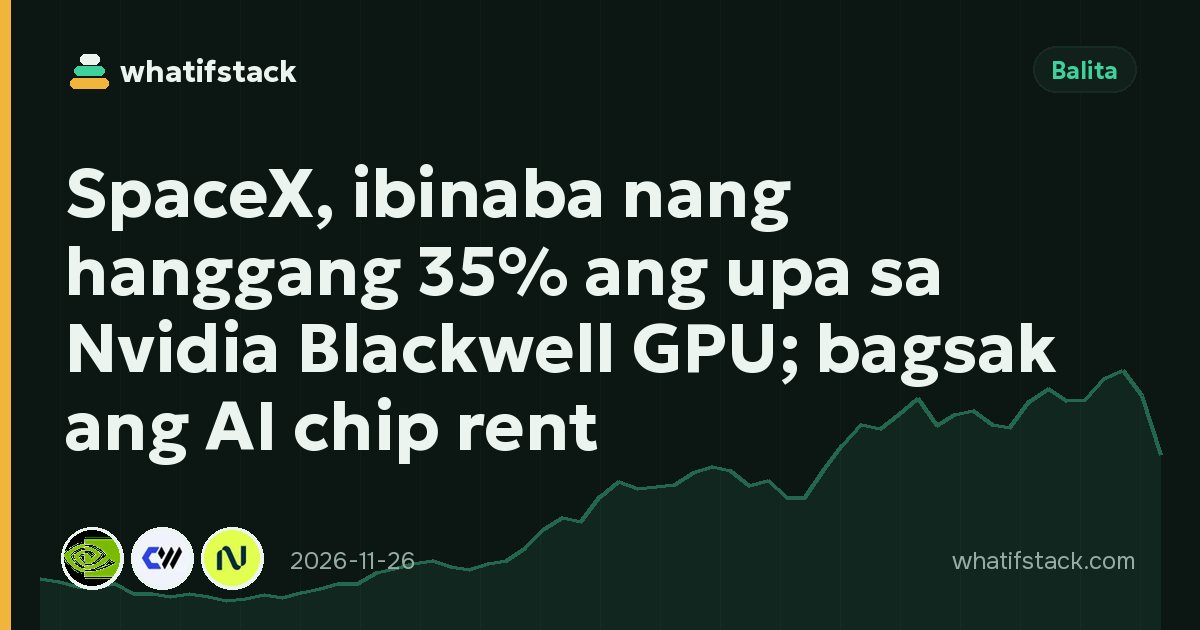 whatifstack
Balita
SpaceX, ibinaba nang
hanggang 35% ang upa sa
Nvidia Blackwell GPU; bagsak
ang AI chip rent
2026-11-26
whatifstack.com